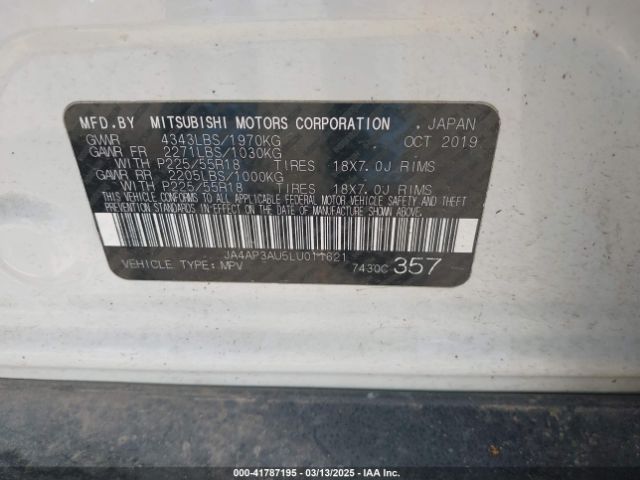 MFD.BY MITSUBISHI MOTORS CORPORATION , JAPAN
GVWR 4343LBS/1970KG OCT 2019
GAWR FR 2271LBS/1030KG
WITH P225/55R18 TIRES 18X7.0J RIMS
GAWR RR 2205LBS/1000KG
WITH P225/55R18 TIRES 18X7.0J RIMS
THIS VEHICLE CONFORMS TO ALL APPLICABLE FEDERAL MOTOR VEHICLE SAFETY AND THEFT
PREVENTION STANDARDS IN EFFECT ON THE DATE OF MANUFACTURE SHOWN ABOVE.
JA4AP3AU5LU011621
VEHICLE TYPE:MPV 7430C 357
000-41787195 - 03/13/2025 - IAA Inc.